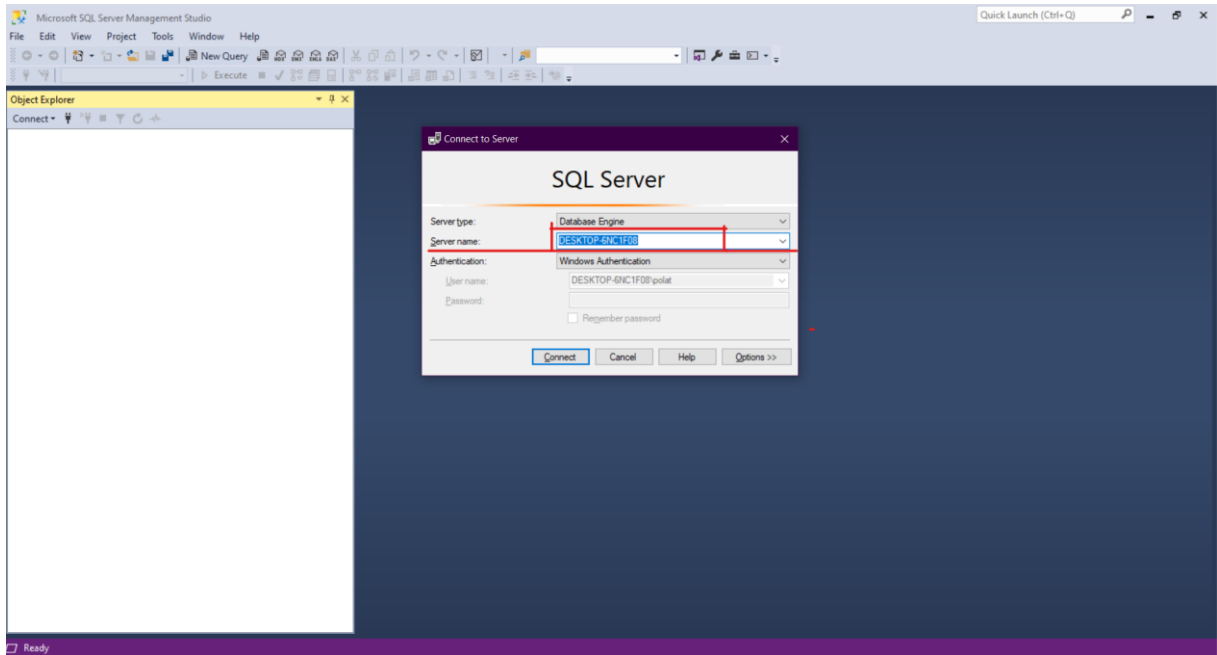 Microsoft SQL Server Management Studio
Quick Launch (Ctrl+Q)
File Edit View Project Tools Window Help
New Query
Execute
Object Explorer
Connect
Connect to Server
SQL Server
Server type: Database Engine
Server name: DESKTOP-6NC1F08
Authentication: Windows Authentication
User name: DESKTOP-6NC1F08\polat
Password:
Remember password
Connect Cancel Help Options >>
Ready